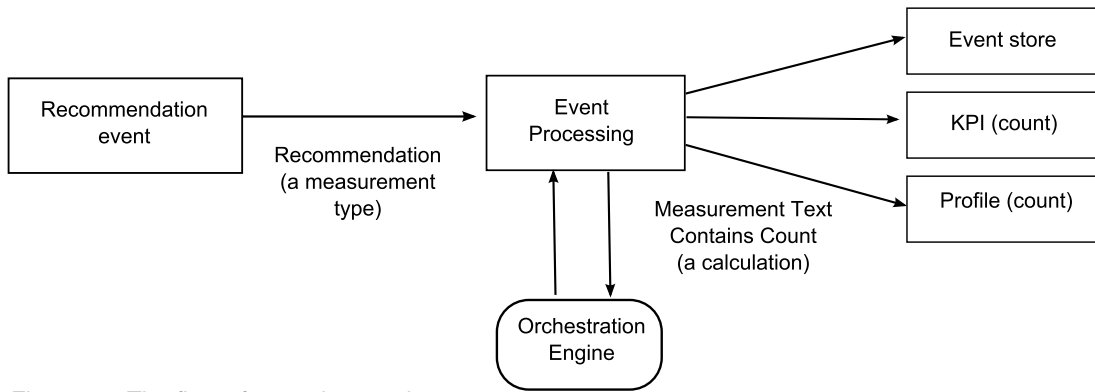 Recommendation
event
Recommendation
(a measurement
type)
Event
Processing
Measurement Text
Contains Count
(a calculation)
Orchestration
Engine
Event store
KPI (count)
Profile (count)